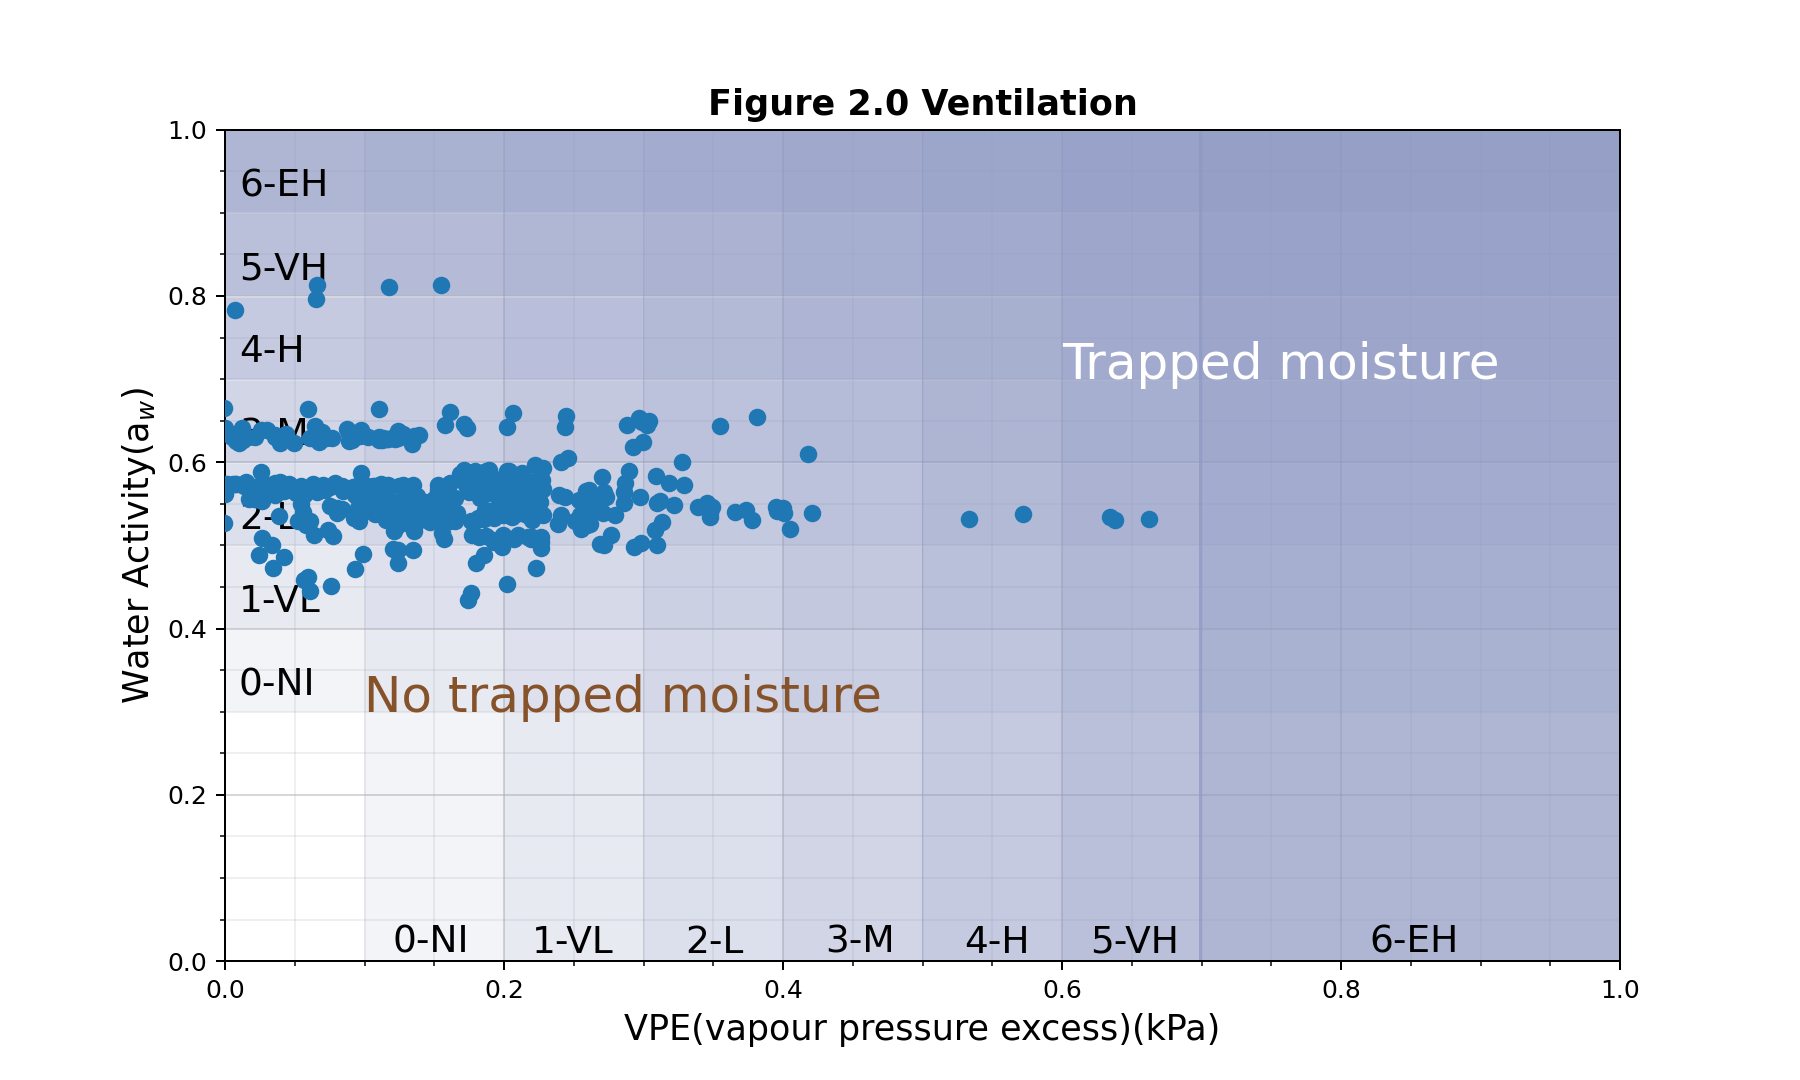 Figure 2.0 Ventilation
1.0
6-EH
5-VH
0.8
4-H
Trapped moisture
3-M
0.6
2-L
1-VL
0.4
0-NI
No trapped moisture
0.2
0-NI 1-VL 2-L 3-M 4-H 5-VH 6-EH
0.0
0.0 0.2 0.4 0.6 0.8 1.0
VPE(vapour pressure excess)(kPa)
Water Activity(a_w)